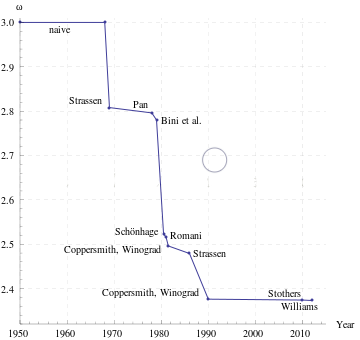 ω
3.0
naive
2.9
2.8
Strassen
Pan
Bini et al.
2.7
2.6
Schönhage
Romani
2.5
Coppersmith, Winograd
Strassen
2.4
Coppersmith, Winograd
Stothers
Williams
1950 1960 1970 1980 1990 2000 2010 Year